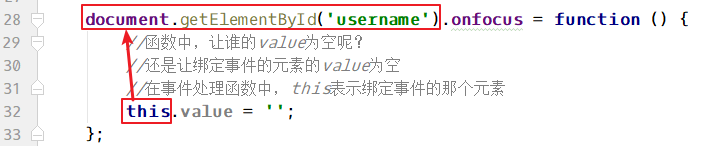 28 document.getElementById('username').onfocus = function () {
29 //函数中，让谁的value为空呢？
30 //还是让绑定事件的元素的value为空
31 //在事件处理函数中，this表示绑定事件的那个元素
32 this.value = '';
33 };